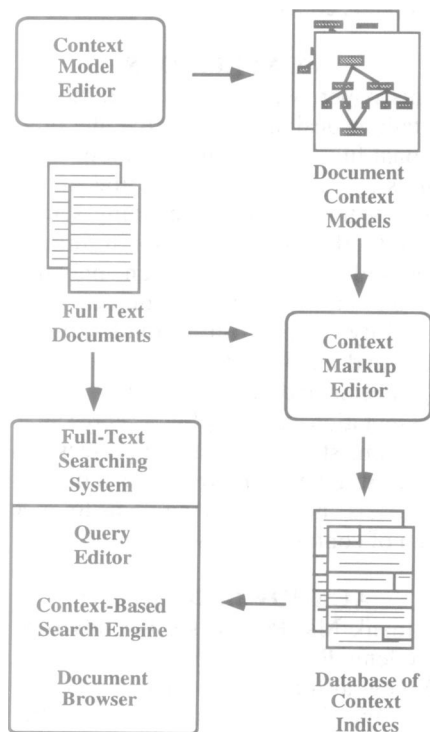 Context
Model
Editor
Document
Context
Models
Full Text
Documents
Context
Markup
Editor
Full-Text
Searching
System
Query
Editor
Context-Based
Search Engine
Document
Browser
Database of
Context
Indices